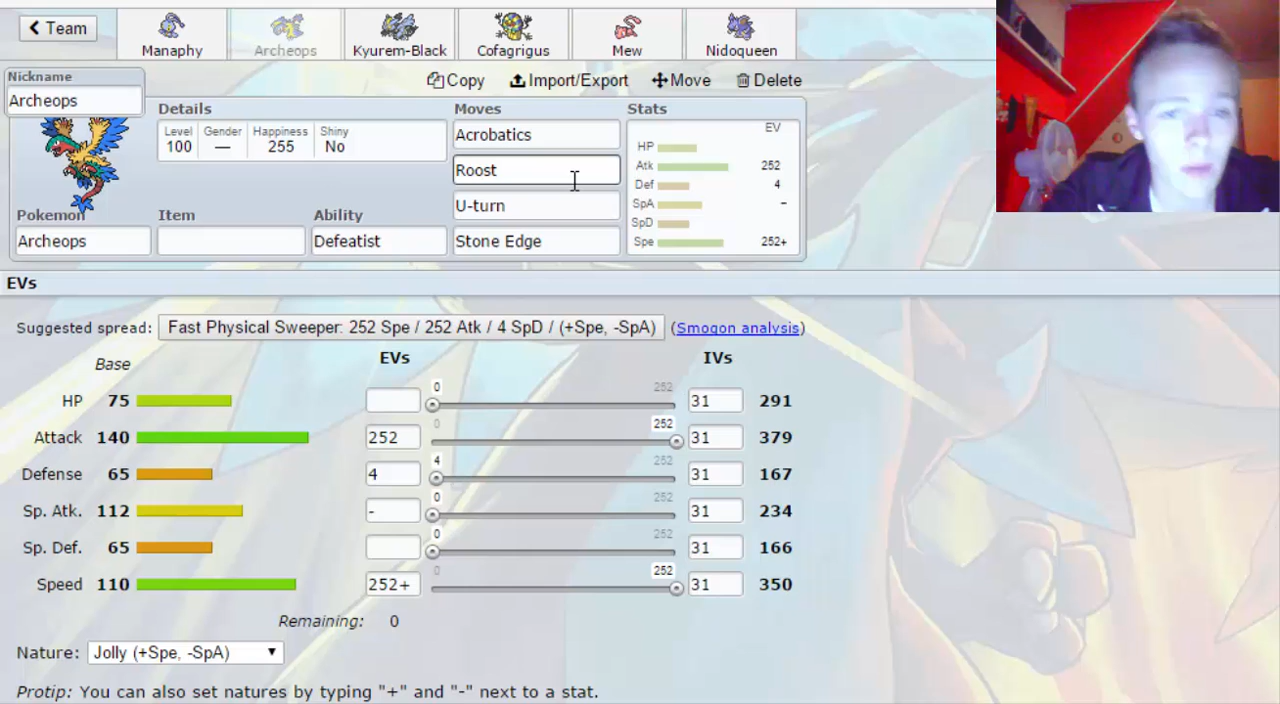 Team
Manaphy
Archeops
Kyurem-Black
Cofagrigus
Mew
Nidoqueen
Copy
Import/Export
Move
Delete
Nickname
Archeops
Details
Level Gender Happiness Shiny
100 — 255 No
Pokemon
Archeops
Item
Ability
Defeatist
Moves
Acrobatics
Roost
U-turn
Stone Edge
Stats
EV
HP
Atk 252
Def 4
SpA -
SpD
Spe 252+
EVs
Suggested spread: Fast Physical Sweeper: 252 Spe / 252 Atk / 4 SpD / (+Spe, -SpA) (Smogon analysis)
Base EVs IVs
HP 75 0 252 31 291
Attack 140 252 0 252 31 379
Defense 65 4 4 252 31 167
Sp. Atk. 112 - 0 252 31 234
Sp. Def. 65 0 252 31 166
Speed 110 252+ 0 252 31 350
Remaining: 0
Nature: Jolly (+Spe, -SpA)
Protip: You can also set natures by typing "+" and "-" next to a stat.